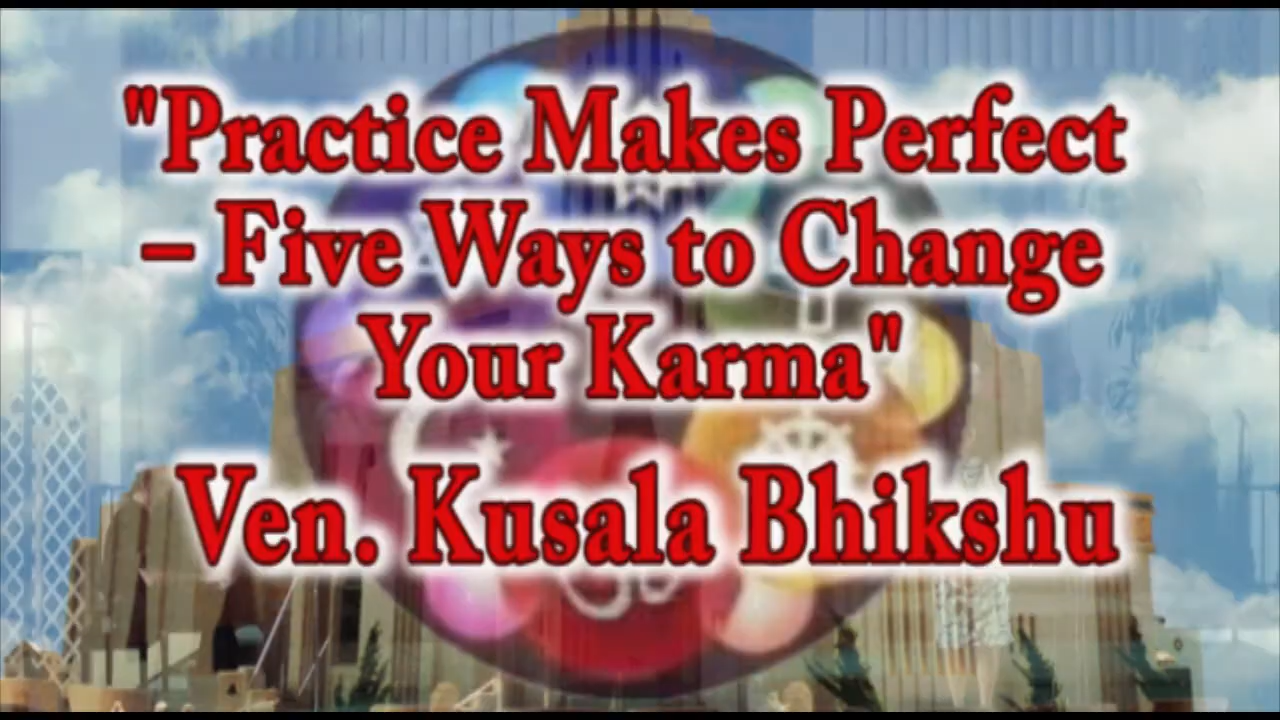 "Practice Makes Perfect
– Five Ways to Change
Your Karma"
Ven. Kusala Bhikshu